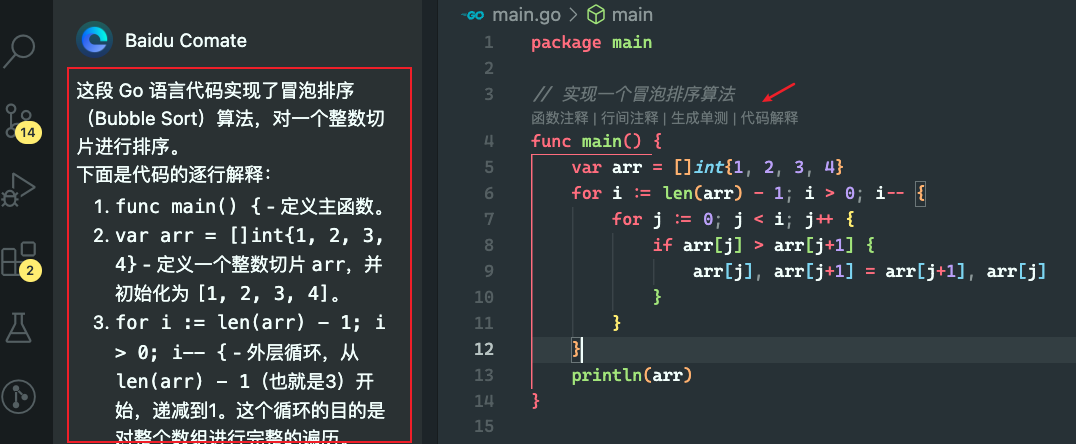 Baidu Comate
这段 Go 语言代码实现了冒泡排序
（Bubble Sort）算法，对一个整数切
片进行排序。
下面是代码的逐行解释：
1. func main() { - 定义主函数。
2. var arr = []int{1, 2, 3,
4} - 定义一个整数切片 arr，并
初始化为 [1, 2, 3, 4]。
3. for i := len(arr) - 1; i
> 0; i-- { - 外层循环，从
len(arr) - 1（也就是3）开
始，递减到1。这个循环的目的是
对整个数组进行完整的遍历。
14
2
main.go > main
1 package main
2
3 // 实现一个冒泡排序算法
函数注释 | 行间注释 | 生成单测 | 代码解释
4 func main() {
5 var arr = []int{1, 2, 3, 4}
6 for i := len(arr) - 1; i > 0; i-- {
7 for j := 0; j < i; j++ {
8 if arr[j] > arr[j+1] {
9 arr[j], arr[j+1] = arr[j+1], arr[j]
10 }
11 }
12 }
13 println(arr)
14 }
15